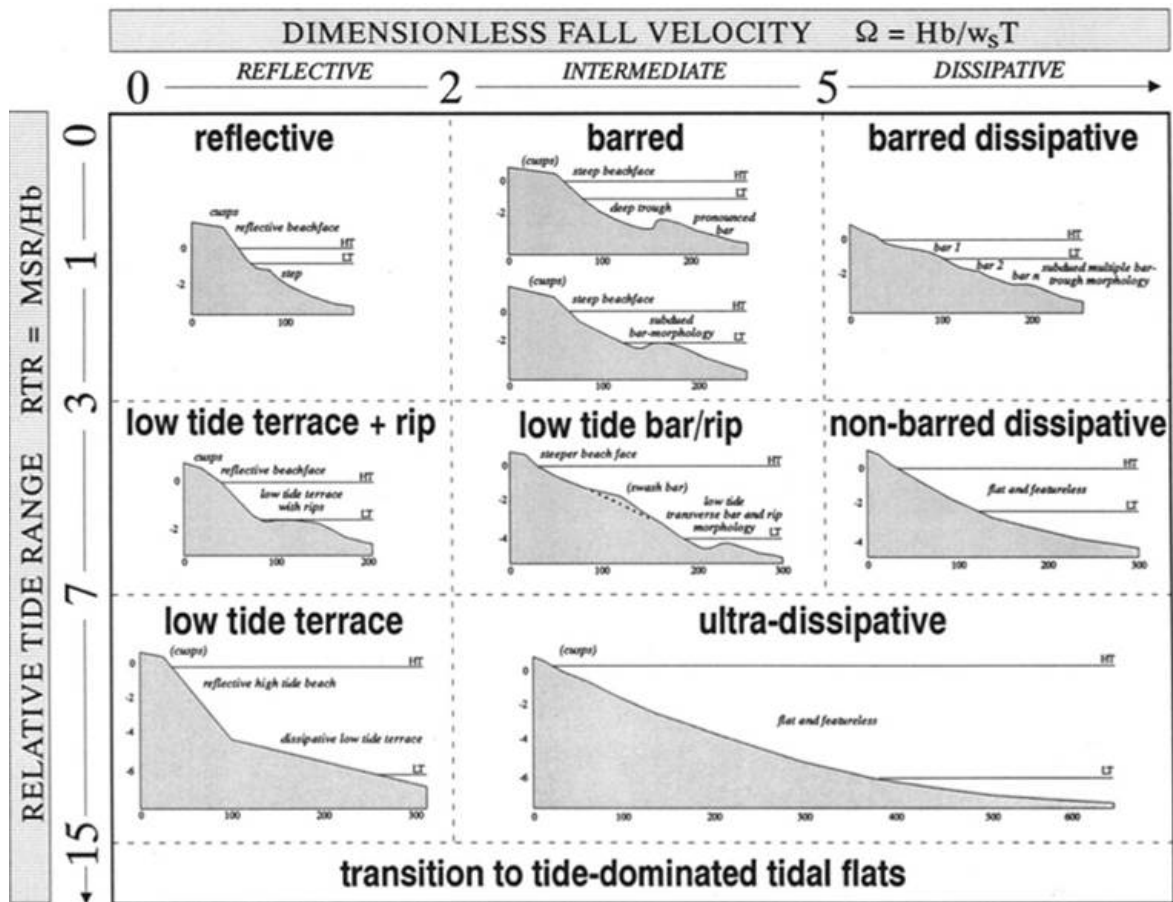 DIMENSIONLESS FALL VELOCITY Ω = Hb/wsT
0 REFLECTIVE 2 INTERMEDIATE 5 DISSIPATIVE
RELATIVE TIDE RANGE RTR = MSR/Hb
0
1
3
7
15
reflective
cusps
reflective beachface
HT
LT
step
0
-2
0 100
barred
(cusps)
steep beachface
HT
LT
deep trough
pronounced
bar
0
-2
0 100 200
(cusps)
steep beachface
HT
subdued
bar-morphology
LT
0
-2
0 100 200
barred dissipative
HT
bar 1
LT
bar 2
bar n
subdued multiple bar-
trough morphology
0
-2
0 100 200
low tide terrace + rip
cusps
reflective beachface
HT
low tide terrace
with rips
LT
0
-2
0 100 200
low tide bar/rip
steeper beach face
HT
(swash bar)
low tide
transverse bar and rip
morphology
LT
0
-2
-4
0 100 200 300
non-barred dissipative
HT
flat and featureless
LT
0
-2
-4
0 100 200 300
low tide terrace
(cusps)
HT
reflective high tide beach
dissipative low tide terrace
LT
0
-2
-4
-6
0 100 200 300
ultra-dissipative
(cusps)
HT
flat and featureless
LT
0
-2
-4
-6
0 100 200 300 400 500 600
transition to tide-dominated tidal flats